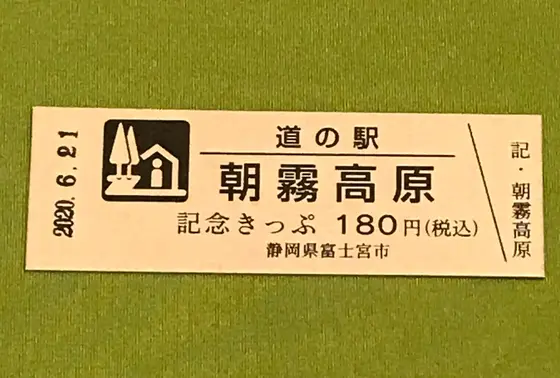 2020.6.21
道の駅
朝霧高原
記念きっぷ 180円(税込)
静岡県富士宮市
記・朝霧高原